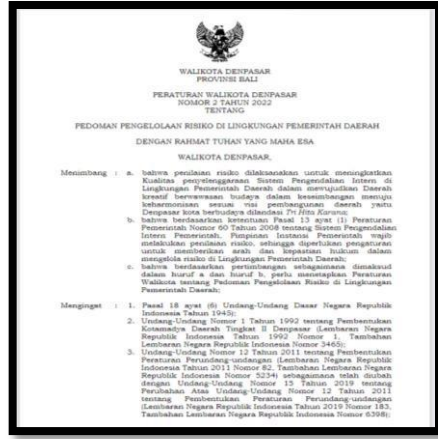 WALIKOTA DENPASAR
PROVINSI BALI
PERATURAN WALIKOTA DENPASAR
NOMOR 2 TAHUN 2022
TENTANG
PEDOMAN PENGELOLAAN RISIKO DI LINGKUNGAN PEMERINTAH DAERAH
DENGAN RAHMAT TUHAN YANG MAHA ESA
WALIKOTA DENPASAR,
Menimbang : a. bahwa penilaian risiko dilaksanakan untuk meningkatkan
Kualitas penyelenggaraan Sistem Pengendalian Intern di
Lingkungan Pemerintah Daerah dalam mewujudkan Daerah
kreatif berwawasan budaya dalam keseimbangan menuju
keharmonisan sesuai visi pembangunan daerah yaitu
Denpasar kota berbudaya dilandasi Tri Hita Karana;
b. bahwa berdasarkan ketentuan Pasal 13 ayat (1) Peraturan
Pemerintah Nomor 60 Tahun 2008 tentang Sistem Pengendalian
Intern Pemerintah, Pimpinan Instansi Pemerintah wajib
melakukan penilaian risiko, sehingga diperlukan pengaturan
untuk memberikan arah dan kepastian hukum dalam
mengelola risiko di Lingkungan Pemerintah Daerah;
c. bahwa berdasarkan pertimbangan sebagaimana dimaksud
dalam huruf a dan huruf b, perlu menetapkan Peraturan
Walikota tentang Pedoman Pengelolaan Risiko di Lingkungan
Pemerintah Daerah;
Mengingat : 1. Pasal 18 ayat (6) Undang-Undang Dasar Negara Republik
Indonesia Tahun 1945);
2. Undang-Undang Nomor 1 Tahun 1992 tentang Pembentukan
Kotamadya Daerah Tingkat II Denpasar (Lembaran Negara
Republik Indonesia Tahun 1992 Nomor 1, Tambahan
Lembaran Negara Republik Indonesia Nomor 3465);
3. Undang-Undang Nomor 12 Tahun 2011 tentang Pembentukan
Peraturan Perundang-undangan (Lembaran Negara Republik
Indonesia Tahun 2011 Nomor 82, Tambahan Lembaran Negara
Republik Indonesia Nomor 5234) sebagaimana telah diubah
dengan Undang-Undang Nomor 15 Tahun 2019 tentang
Perubahan Atas Undang-Undang Nomor 12 Tahun 2011
tentang Pembentukan Peraturan Perundang-undangan
(Lembaran Negara Republik Indonesia Tahun 2019 Nomor 183,
Tambahan Lembaran Negara Republik Indonesia Nomor 6398);